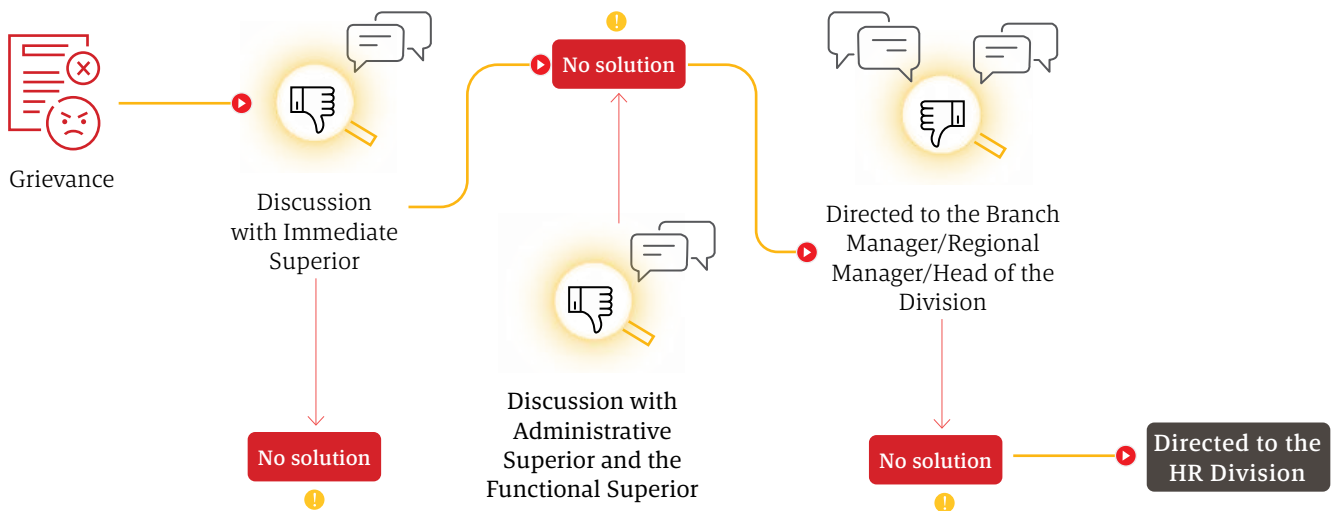 Grievance
Discussion
with Immediate
Superior
No solution
No solution
Discussion with
Administrative
Superior and the
Functional Superior
Directed to the Branch
Manager/Regional
Manager/Head of the
Division
No solution
Directed to the
HR Division